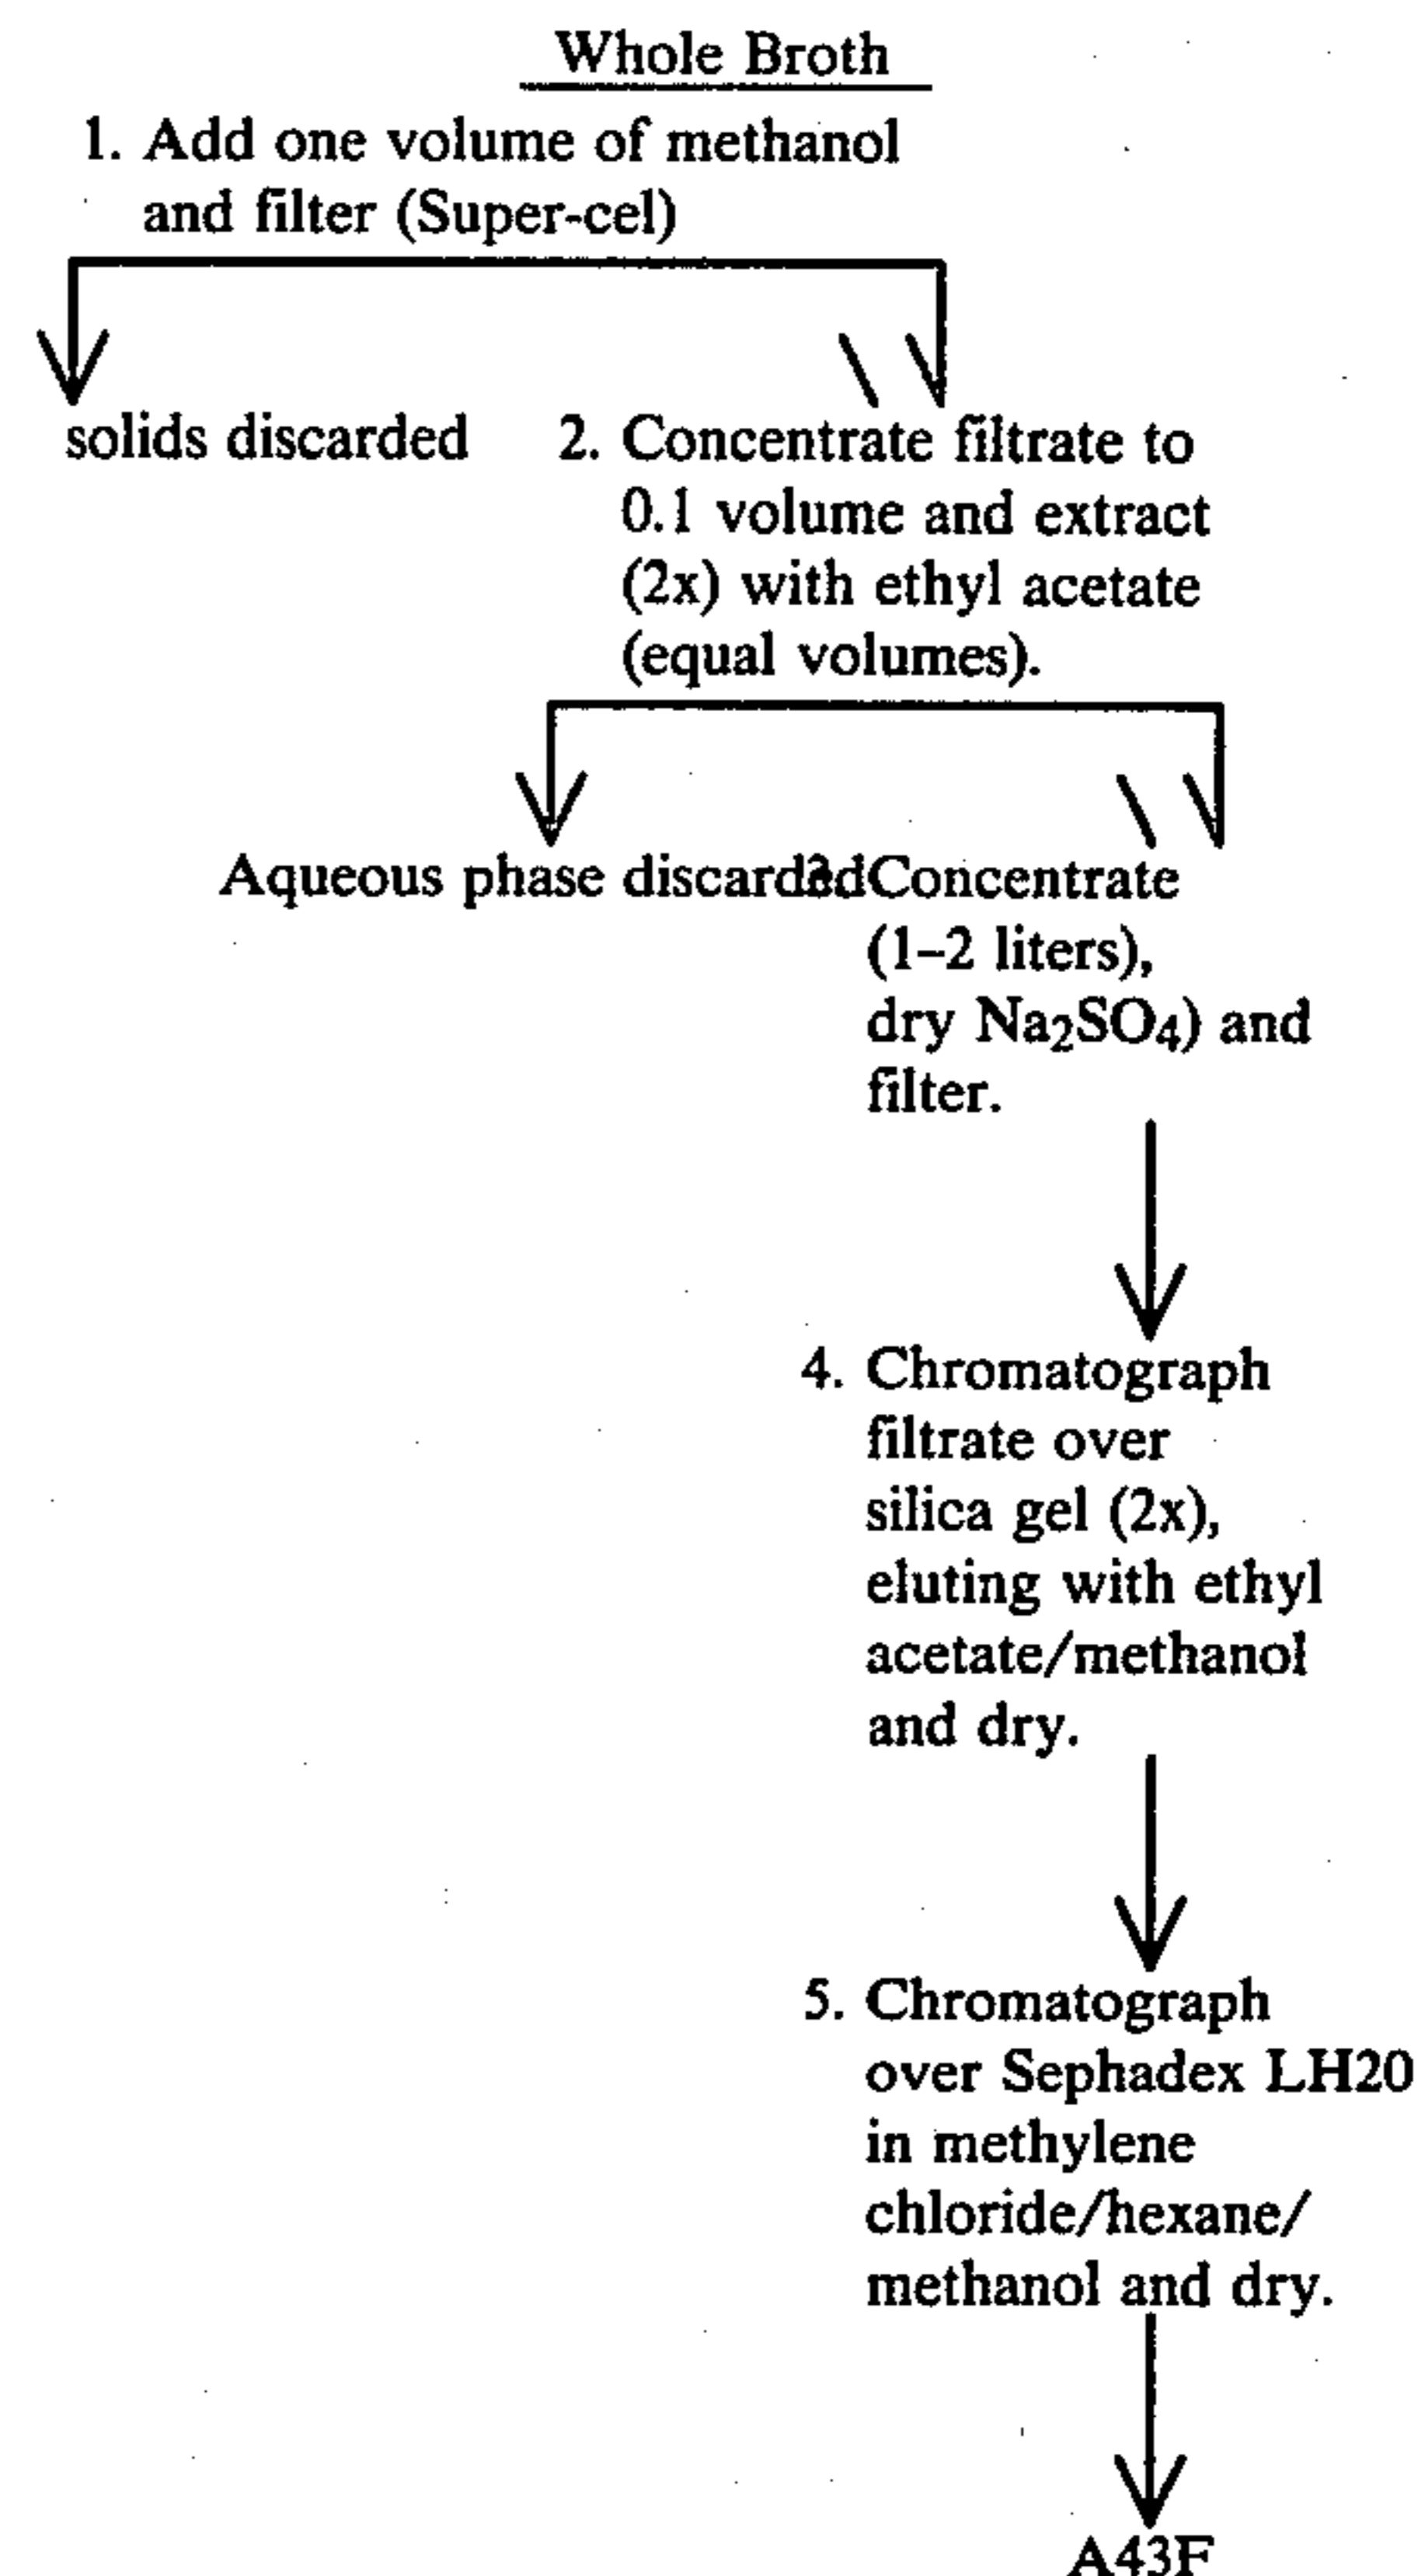 Whole Broth
1. Add one volume of methanol
and filter (Super-cel)
solids discarded
2. Concentrate filtrate to
0.1 volume and extract
(2x) with ethyl acetate
(equal volumes).
Aqueous phase discarded
3. Concentrate
(1–2 liters),
dry Na₂SO₄) and
filter.
4. Chromatograph
filtrate over
silica gel (2x),
eluting with ethyl
acetate/methanol
and dry.
5. Chromatograph
over Sephadex LH20
in methylene
chloride/hexane/
methanol and dry.
A43F